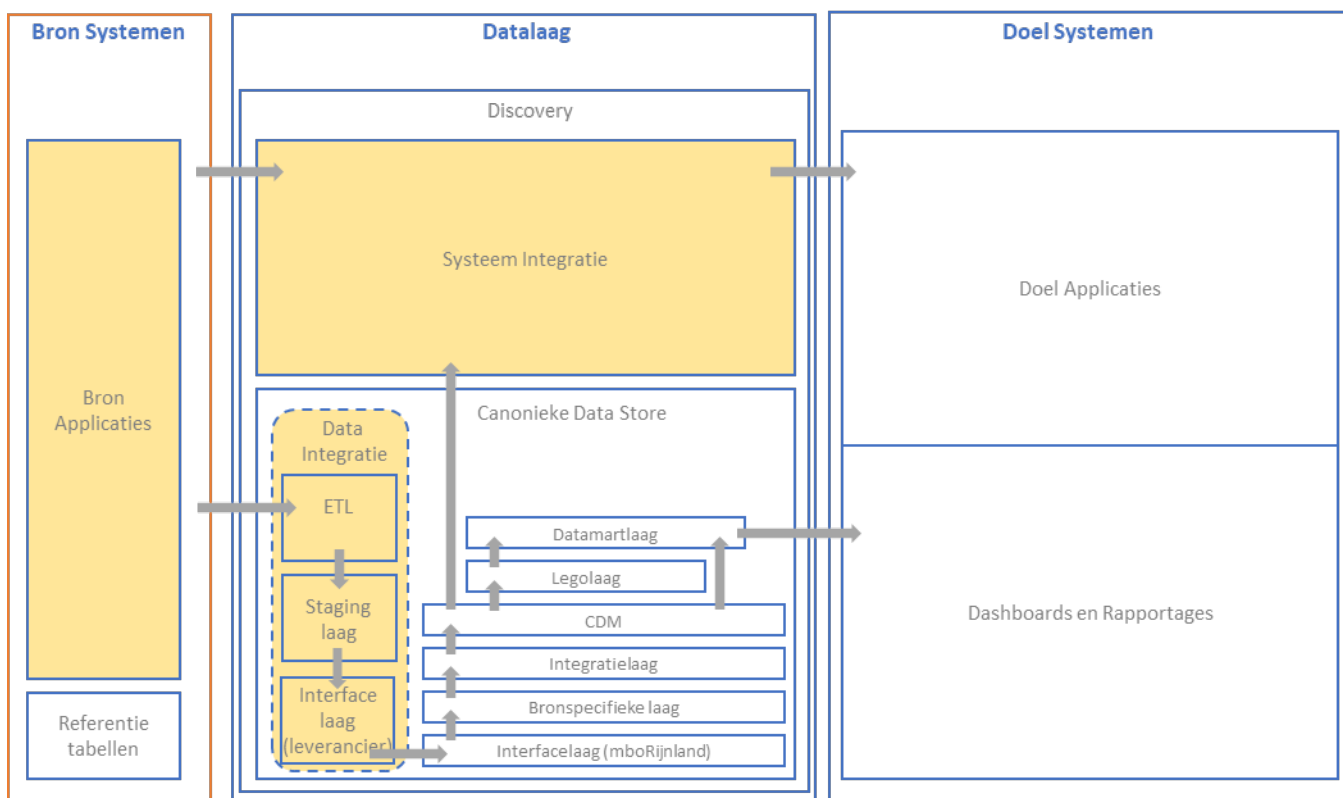 Bron Systemen
Datalaag
Doel Systemen
Discovery
Systeem Integratie
Doel Applicaties
Bron
Applicaties
Canonieke Data Store
Data
Integratie
ETL
Datamartlaag
Legolaag
Staging
laag
CDM
Dashboards en Rapportages
Integratielaag
Interface
laag
(leverancier)
Bronspecifieke laag
Interfacelaag (mboRijnland)
Referentie
tabellen